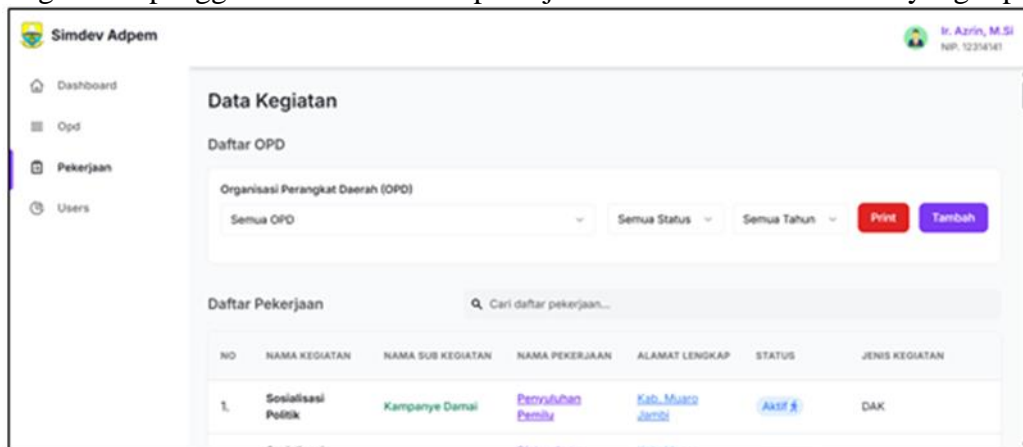 Simdev Adpem
Ir. Azrin, M.Si
NIP. 12314141
Dashboard
Opd
Pekerjaan
Users
Data Kegiatan
Daftar OPD
Organisasi Perangkat Daerah (OPD)
Semua OPD
Semua Status
Semua Tahun
Print
Tambah
Daftar Pekerjaan
Cari daftar pekerjaan...
NO NAMA KEGIATAN NAMA SUB KEGIATAN NAMA PEKERJAAN ALAMAT LENGKAP STATUS JENIS KEGIATAN
1. Sosialisasi Politik Kampanye Damai Penyuluhan Pemilu Kab. Muaro Jambi Aktif DAK